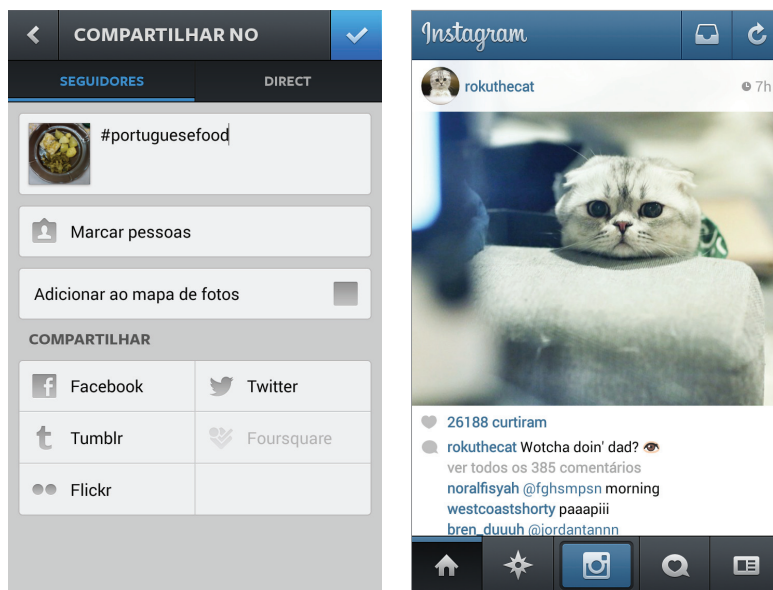 COMPARTILHAR NO
SEGUIDORES DIRECT
#portuguesefood
Marcar pessoas
Adicionar ao mapa de fotos
COMPARTILHAR
Facebook Twitter
Tumblr Foursquare
Flickr
Instagram
rokuthecat 7h
26188 curtiram
rokuthecat Wotcha doin' dad? 👁
ver todos os 385 comentários
noralfisyah @fghsmpsn morning
westcoastshorty paaapiii
bren_duuuh @jordantannn